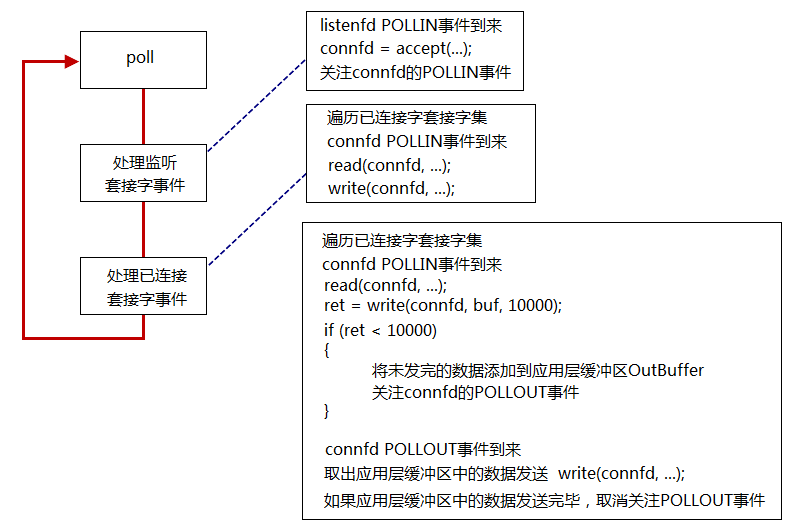 poll
处理监听
套接字事件
处理已连接
套接字事件
listenfd POLLIN事件到来
connfd = accept(...);
关注connfd的POLLIN事件
遍历已连接字套接字集
connfd POLLIN事件到来
read(connfd, ...);
write(connfd, ...);
遍历已连接字套接字集
connfd POLLIN事件到来
read(connfd, ...);
ret = write(connfd, buf, 10000);
if (ret < 10000)
{
将未发完的数据添加到应用层缓冲区OutBuffer
关注connfd的POLLOUT事件
}
connfd POLLOUT事件到来
取出应用层缓冲区中的数据发送 write(connfd, ...);
如果应用层缓冲区中的数据发送完毕，取消关注POLLOUT事件